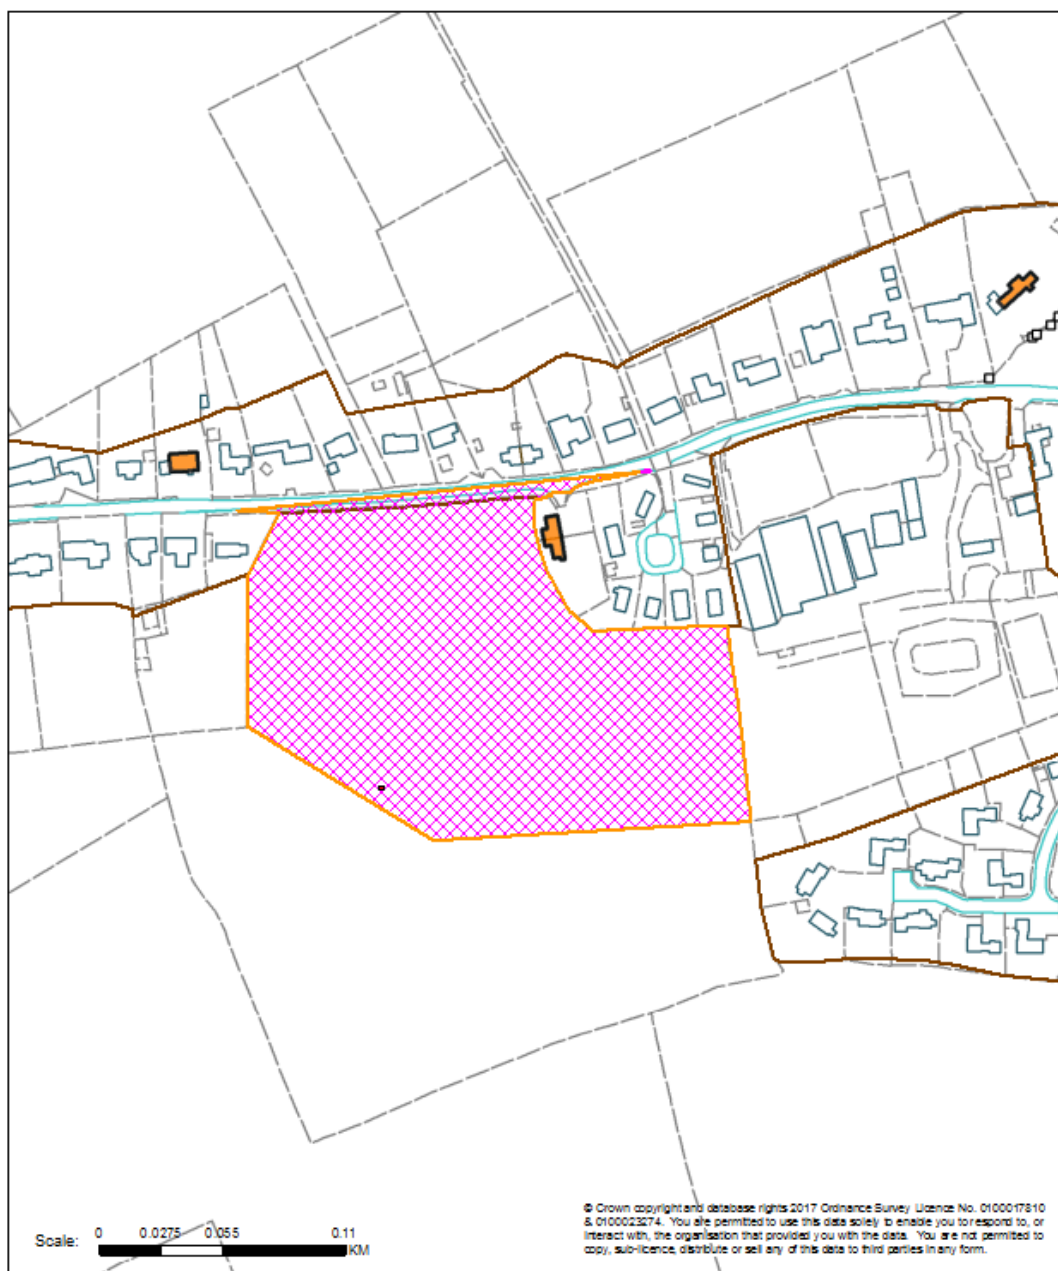 © Crown copyright and database rights 2017 Ordnance Survey Licence No. 0100017810
& 0100023274. You are permitted to use this data solely to enable you to respond to, or
interact with, the organisation that provided you with the data. You are not permitted to
copy, sub-licence, distribute or sell any of this data to third parties in any form.
Scale: 0 0.0275 0.055 0.11
KM